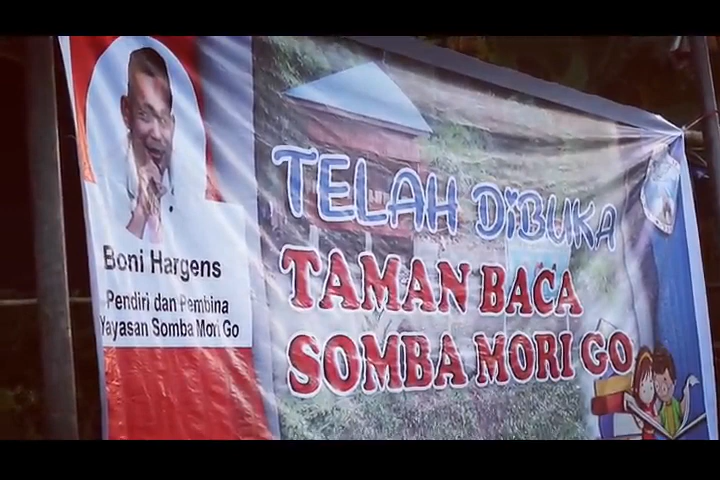 Boni Hargens
Pendiri dan Pembina
Yayasan Somba Mori Go
TELAH DIBUKA
TAMAN BACA
SOMBA MORI GO